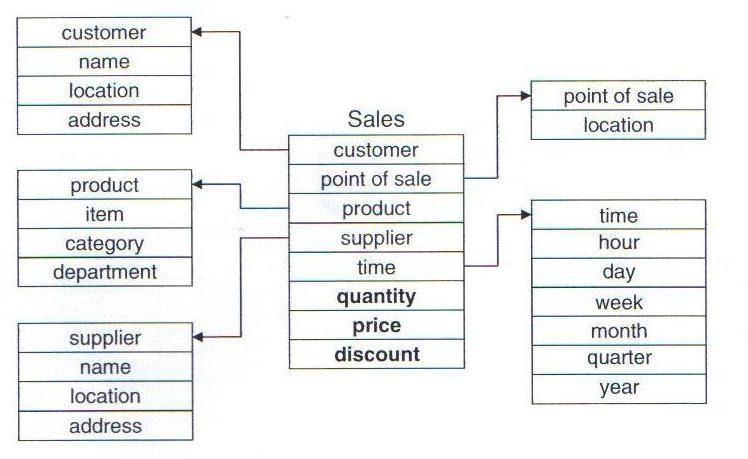 customer
name
location
address
product
item
category
department
supplier
name
location
address
Sales
customer
point of sale
product
supplier
time
quantity
price
discount
point of sale
location
time
hour
day
week
month
quarter
year